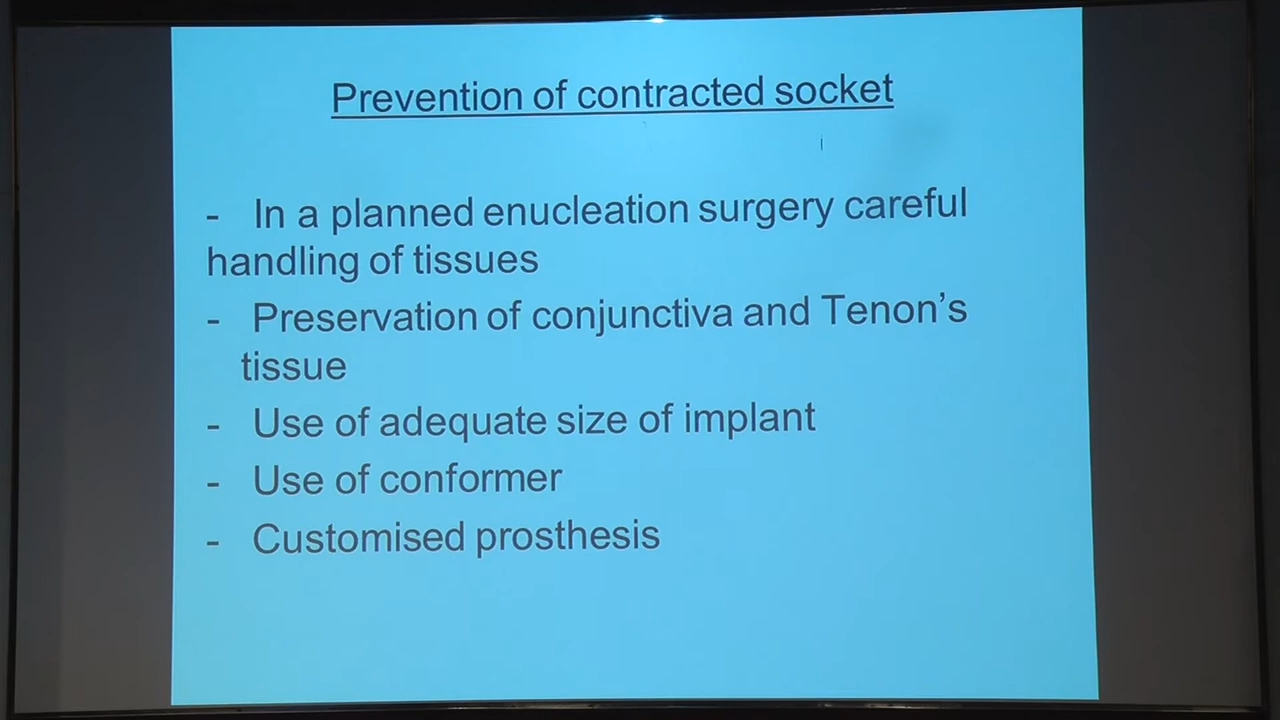 Prevention of contracted socket
- In a planned enucleation surgery careful
handling of tissues
- Preservation of conjunctiva and Tenon's
tissue
- Use of adequate size of implant
- Use of conformer
- Customised prosthesis